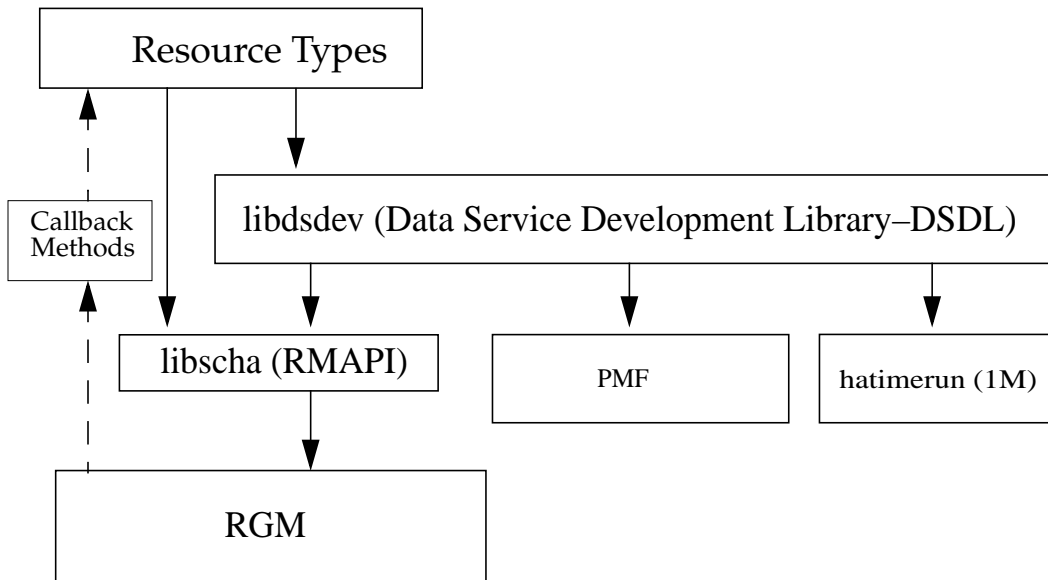 Resource Types
Callback
Methods
libdsdev (Data Service Development Library–DSDL)
libscha (RMAPI)
PMF
hatimerun (1M)
RGM